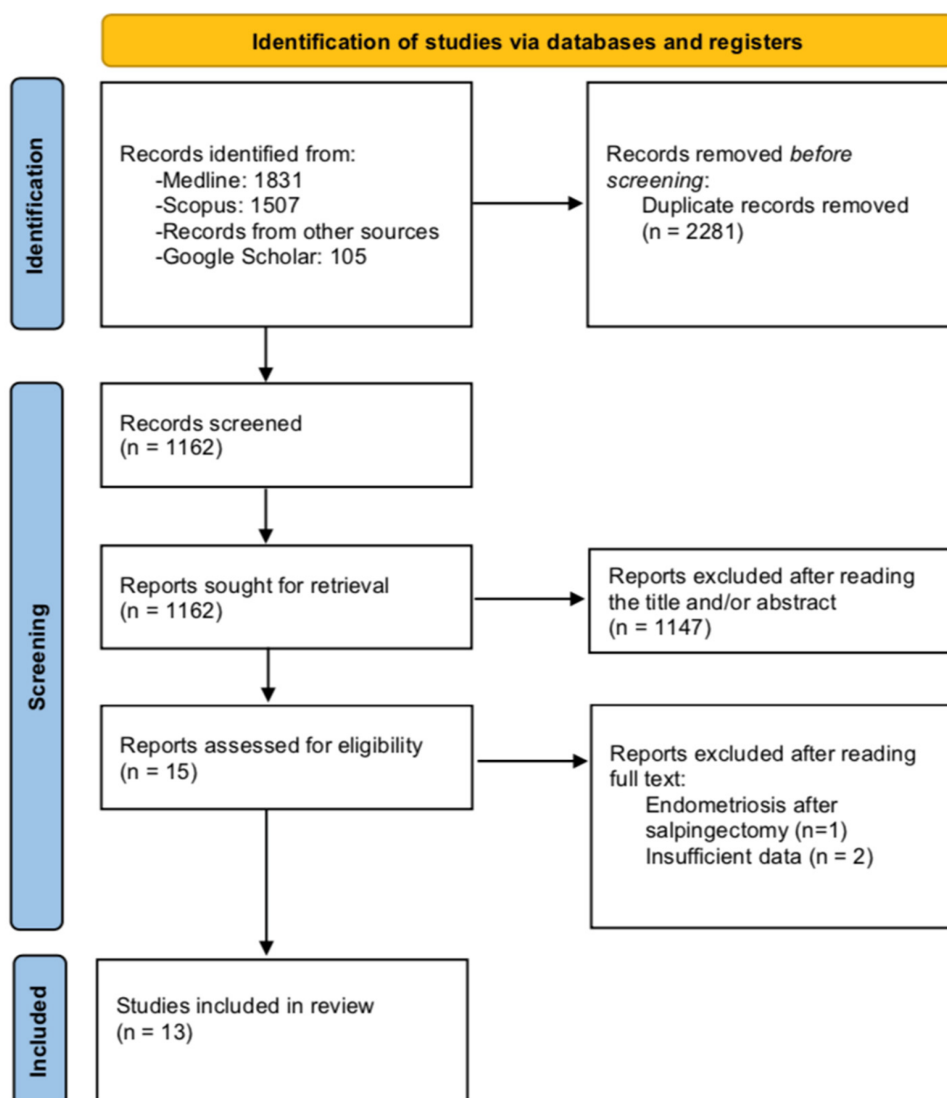 Identification of studies via databases and registers
Identification
Records identified from:
-Medline: 1831
-Scopus: 1507
-Records from other sources
-Google Scholar: 105
Records removed before
screening:
Duplicate records removed
(n = 2281)
Screening
Records screened
(n = 1162)
Reports sought for retrieval
(n = 1162)
Reports excluded after reading
the title and/or abstract
(n = 1147)
Reports assessed for eligibility
(n = 15)
Reports excluded after reading
full text:
Endometriosis after
salpingectomy (n=1)
Insufficient data (n = 2)
Included
Studies included in review
(n = 13)